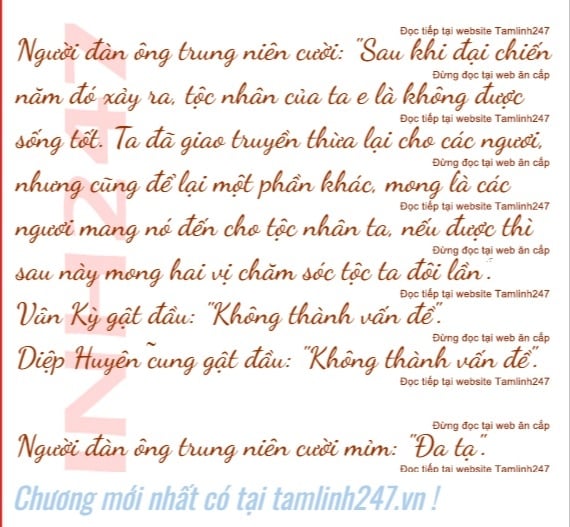 Đọc tiếp tại website Tamlinh247
Người đàn ông trung niên cười: "Sau khi đại chiến
Đừng đọc tại web ăn cắp
năm đó xảy ra, tộc nhân của ta e là không được
Đọc tiếp tại website Tamlinh247
sống tốt. Ta đã giao truyền thừa lại cho các ngươi,
Đừng đọc tại web ăn cắp
nhưng cũng để lại một phần khác, mong là các
Đọc tiếp tại website Tamlinh247
ngươi mang nó đến cho tộc nhân ta, nếu được thì
Đừng đọc tại web ăn cắp
sau này mong hai vị chăm sóc tộc ta đôi lần".
Đọc tiếp tại website Tamlinh247
Vân Kỳ gật đầu: "Không thành vấn đề".
Đừng đọc tại web ăn cắp
Diệp Huyên cũng gật đầu: "Không thành vấn đề".
Đọc tiếp tại website Tamlinh247
Đừng đọc tại web ăn cắp
Người đàn ông trung niên cười mỉm: "Đa tạ".
Đọc tiếp tại website Tamlinh247
Chương mới nhất có tại tamlinh247.vn !
INH247